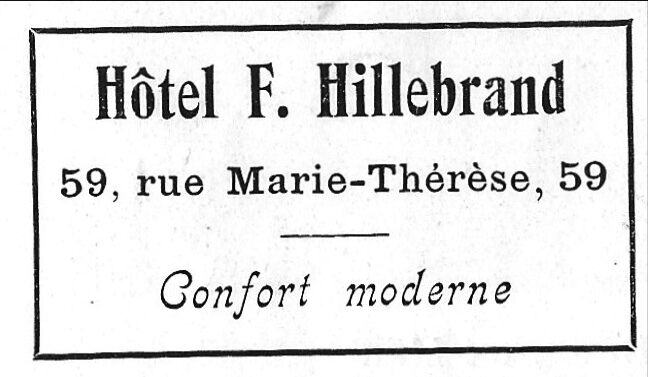 Hôtel F. Hillebrand
59, rue Marie-Thérèse, 59
Confort moderne